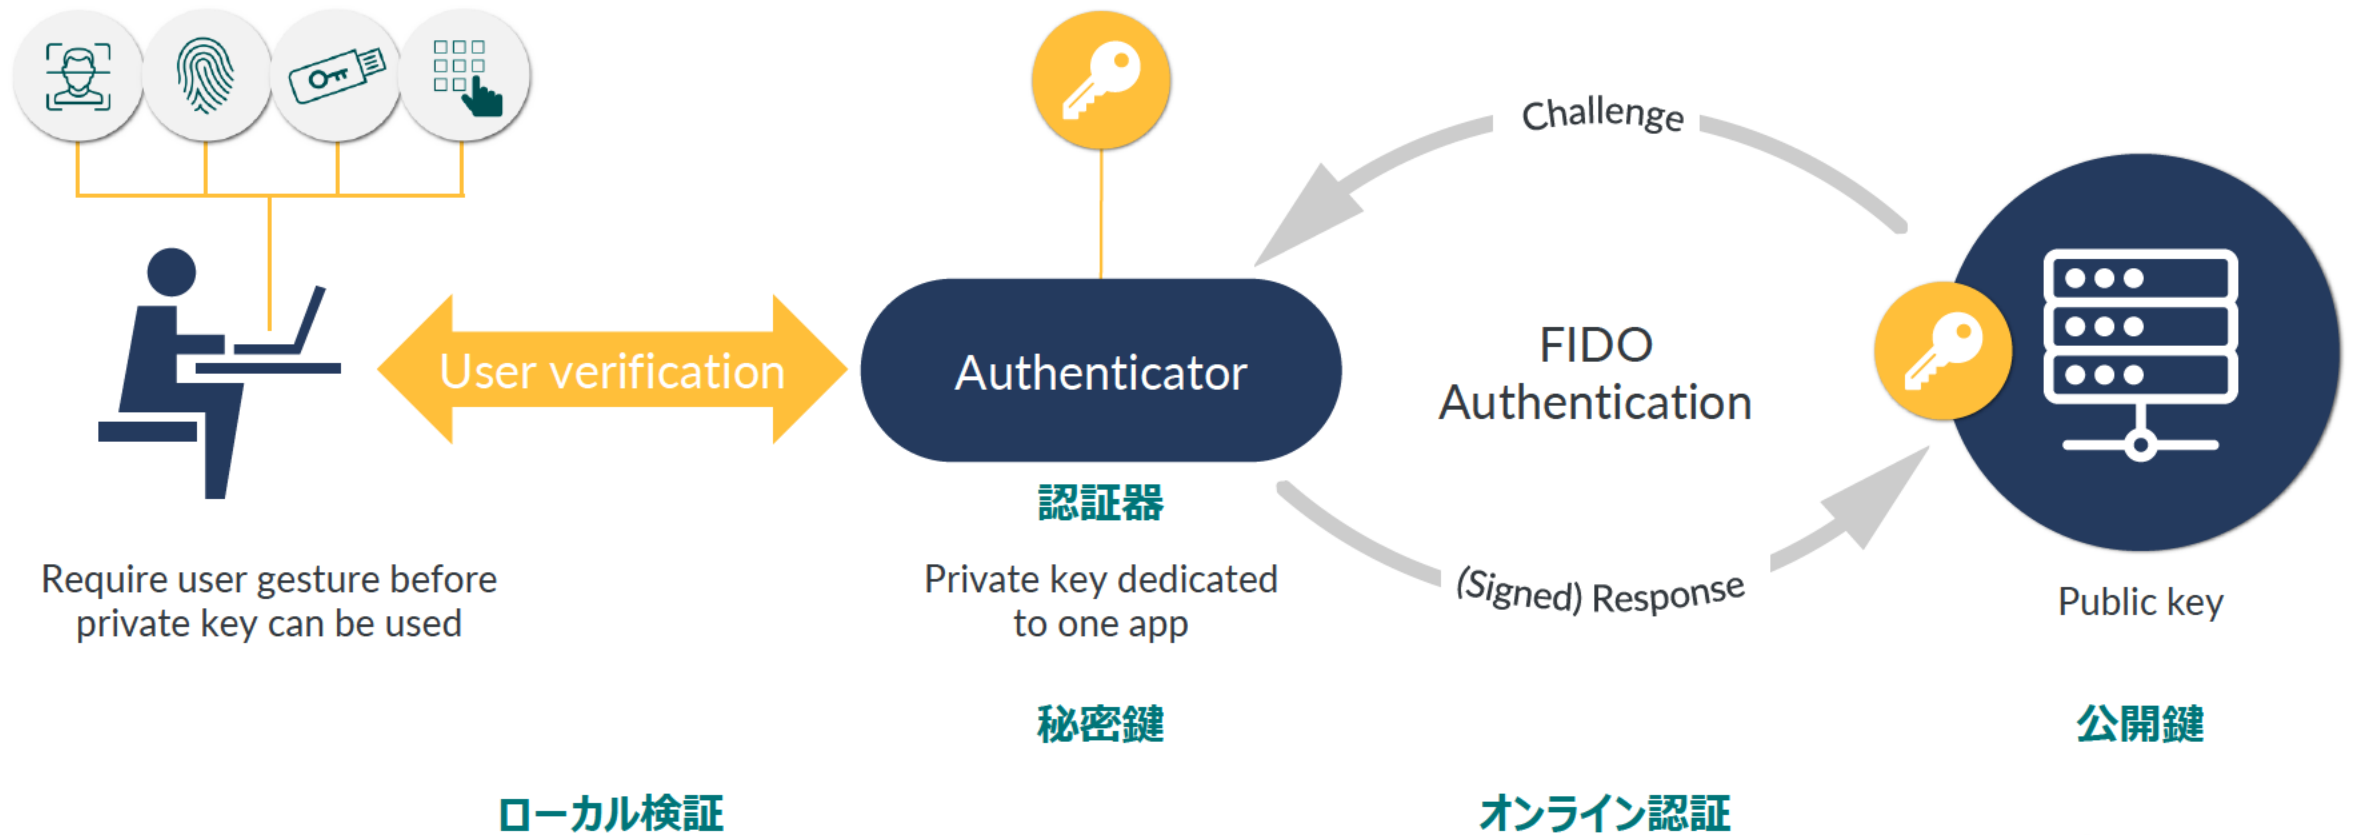 Challenge
User verification
Authenticator
FIDO
Authentication
認証器
(Signed) Response
Require user gesture before
private key can be used
Private key dedicated
to one app
Public key
秘密鍵
公開鍵
ローカル検証
オンライン認証